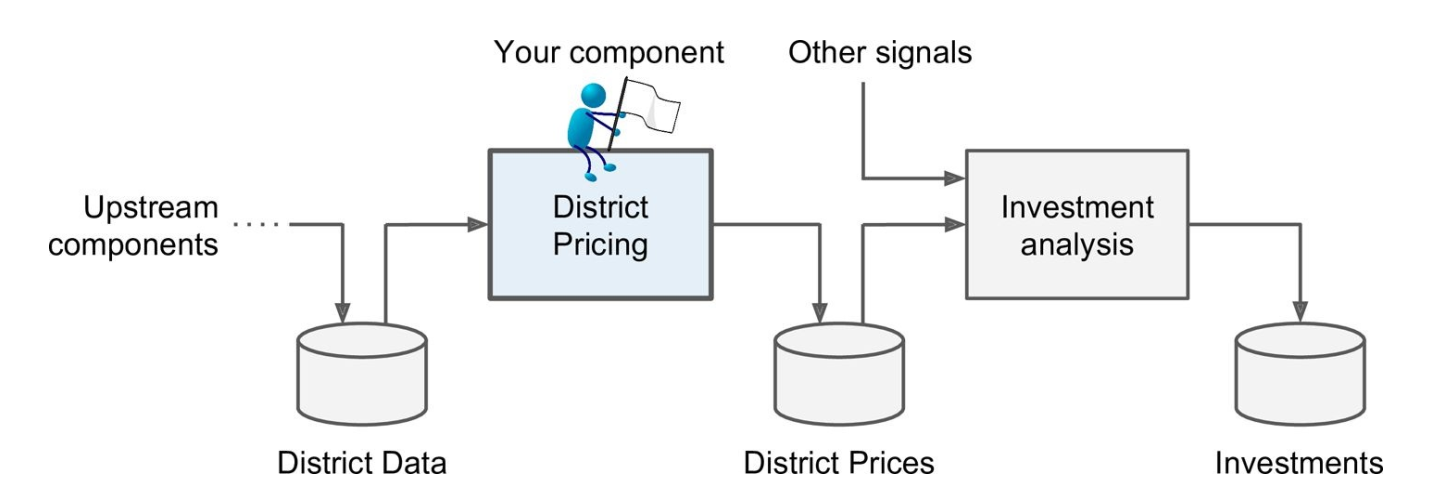 Your component
Other signals
Upstream
components
District
Pricing
Investment
analysis
District Data
District Prices
Investments